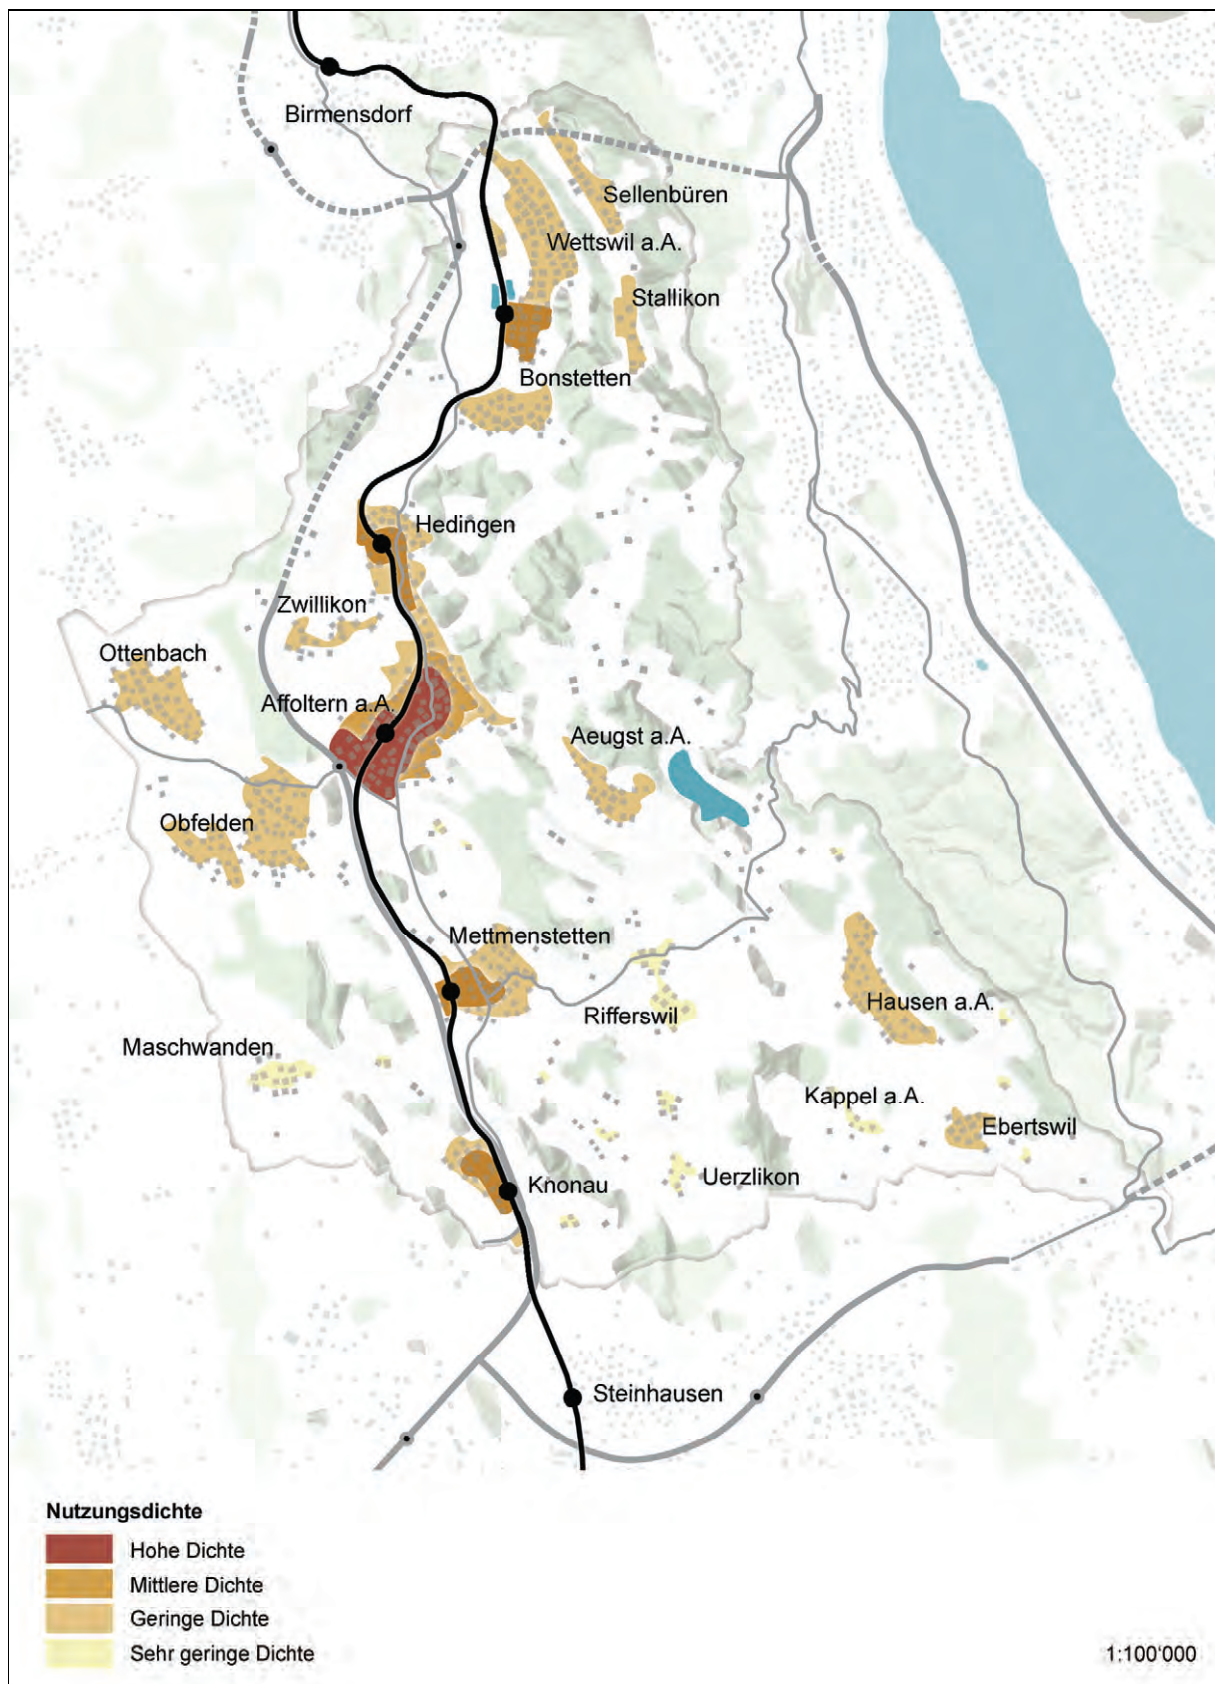 Birmensdorf
Sellenbüren
Wettswil a.A.
Stallikon
Bonstetten
Hedingen
Zwillikon
Ottenbach
Affoltern a.A.
Aeugst a.A.
Obfelden
Mettmenstetten
Hausen a.A.
Rifferswil
Maschwanden
Kappel a.A.
Ebertswil
Uerzlikon
Knonau
Steinhausen
Nutzungsdichte
Hohe Dichte
Mittlere Dichte
Geringe Dichte
Sehr geringe Dichte
1:100'000